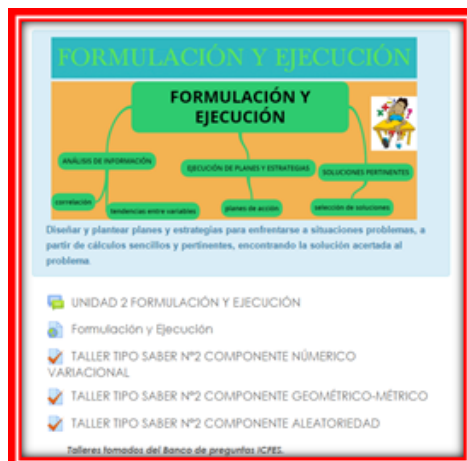 FORMULACIÓN Y EJECUCIÓN
FORMULACIÓN Y
EJECUCIÓN
ANÁLISIS DE INFORMACIÓN
EJECUCIÓN DE PLANES Y ESTRATEGIAS
SOLUCIONES PERTINENTES
correlación
tendencias entre variables
planes de acción
selección de soluciones
Diseñar y plantear planes y estrategias para enfrentarse a situaciones problemas, a
partir de cálculos sencillos y pertinentes, encontrando la solución acertada al
problema.
UNIDAD 2 FORMULACIÓN Y EJECUCIÓN
Formulación y Ejecución
TALLER TIPO SABER Nº2 COMPONENTE NÚMERICO
VARIACIONAL
TALLER TIPO SABER Nº2 COMPONENTE GEOMÉTRICO-MÉTRICO
TALLER TIPO SABER Nº2 COMPONENTE ALEATORIEDAD
Talleres tomados del Banco de preguntas ICFES.